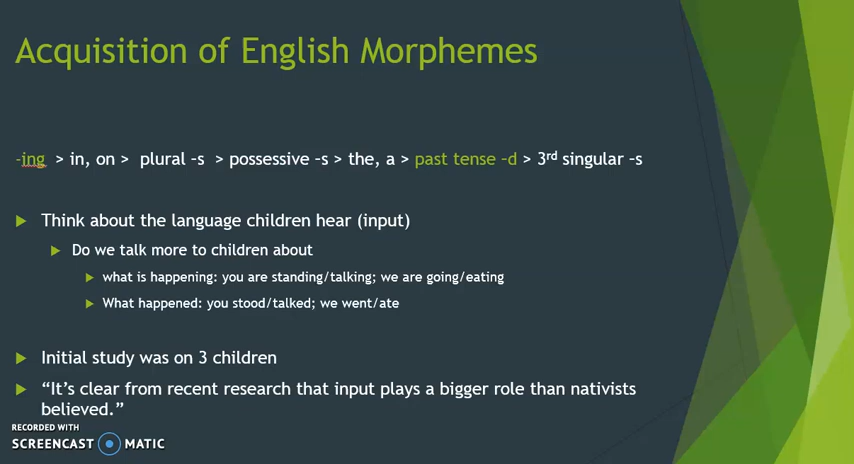 Acquisition of English Morphemes
-ing > in, on > plural –s > possessive –s > the, a > past tense –d > 3rd singular –s
Think about the language children hear (input)
Do we talk more to children about
what is happening: you are standing/talking; we are going/eating
What happened: you stood/talked; we went/ate
Initial study was on 3 children
“It’s clear from recent research that input plays a bigger role than nativists
believed.”
RECORDED WITH
SCREENCAST MATIC